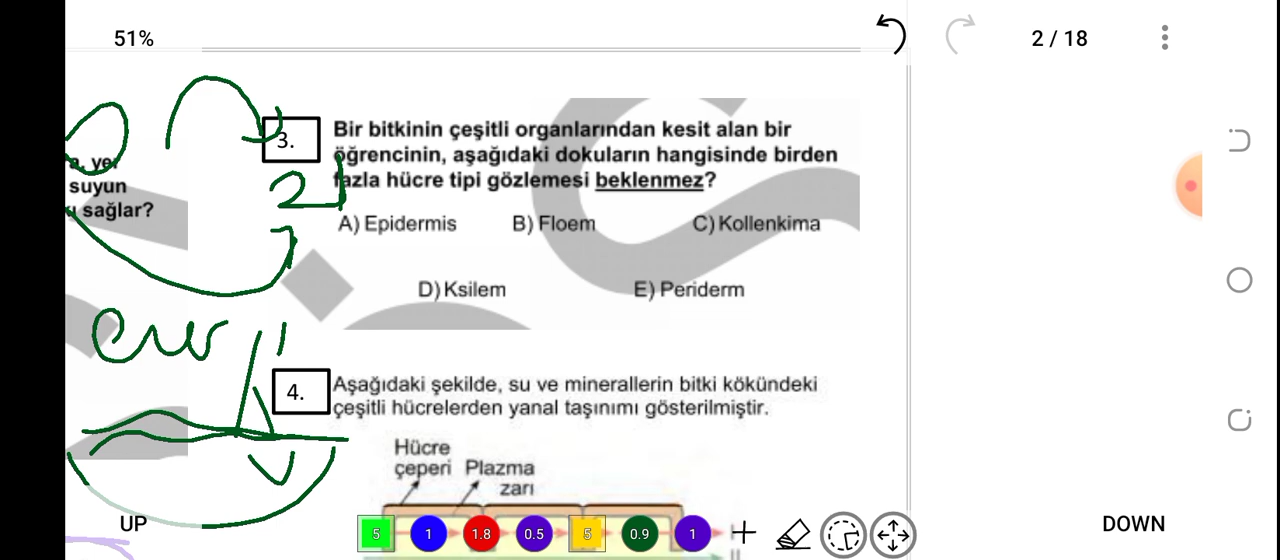 51%
2 / 18
a, yer
suyun
sağlar?
3.
Bir bitkinin çeşitli organlarından kesit alan bir
öğrencinin, aşağıdaki dokuların hangisinde birden
fazla hücre tipi gözlemesi beklenmez?
A) Epidermis B) Floem C) Kollenkima
D) Ksilem E) Periderm
4.
Aşağıdaki şekilde, su ve minerallerin bitki kökündeki
çeşitli hücrelerden yanal taşınımı gösterilmiştir.
Hücre
çeperi Plazma
zarı
UP
5 1 1.8 0.5 5 0.9 1
DOWN